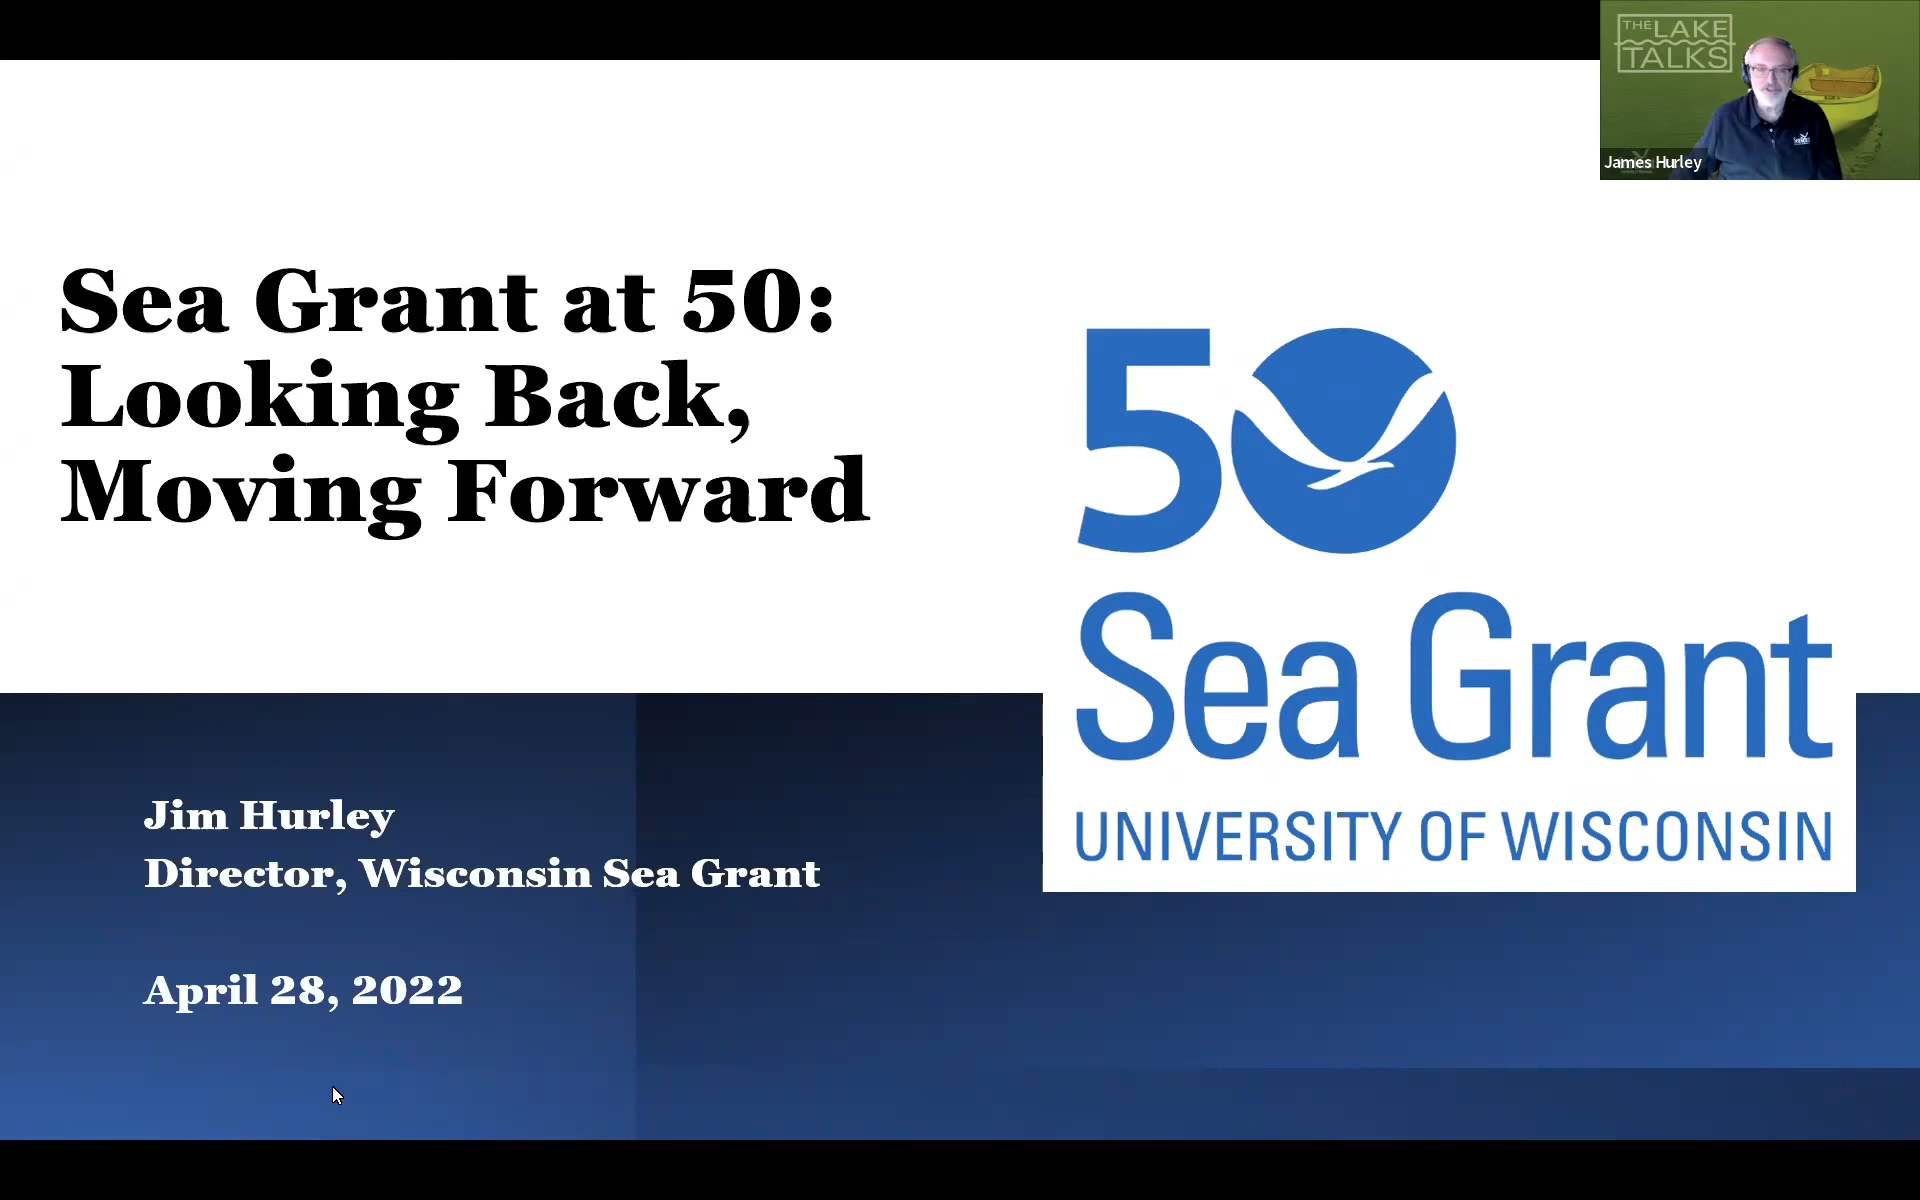 THE LAKE
TALKS
James Hurley
Sea Grant at 50:
Looking Back,
Moving Forward
50
Sea Grant
UNIVERSITY OF WISCONSIN
Jim Hurley
Director, Wisconsin Sea Grant
April 28, 2022